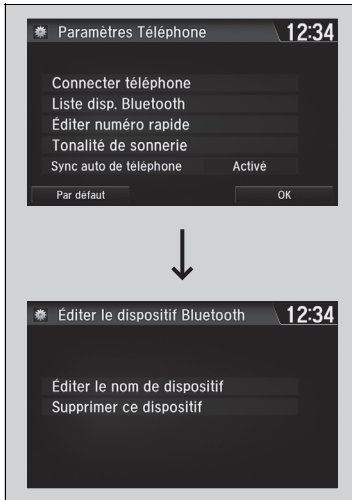 Paramètres Téléphone
12:34
Connecter téléphone
Liste disp. Bluetooth
Éditer numéro rapide
Tonalité de sonnerie
Sync auto de téléphone Activé
Par défaut OK
Éditer le dispositif Bluetooth
12:34
Éditer le nom de dispositif
Supprimer ce dispositif